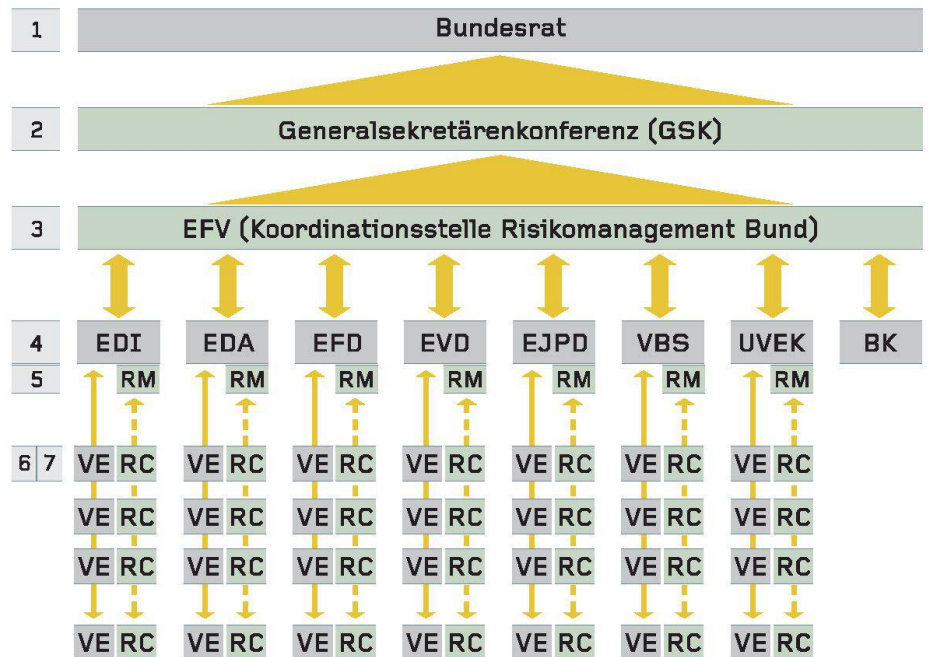 1 Bundesrat
2 Generalsekretärenkonferenz (GSK)
3 EFV (Koordinationsstelle Risikomanagement Bund)
4 EDI EDA EFD EVD EJPD VBS UVEK BK
5 RM RM RM RM RM RM RM
6 7 VE RC VE RC VE RC VE RC VE RC VE RC VE RC
VE RC VE RC VE RC VE RC VE RC VE RC VE RC
VE RC VE RC VE RC VE RC VE RC VE RC VE RC
VE RC VE RC VE RC VE RC VE RC VE RC VE RC